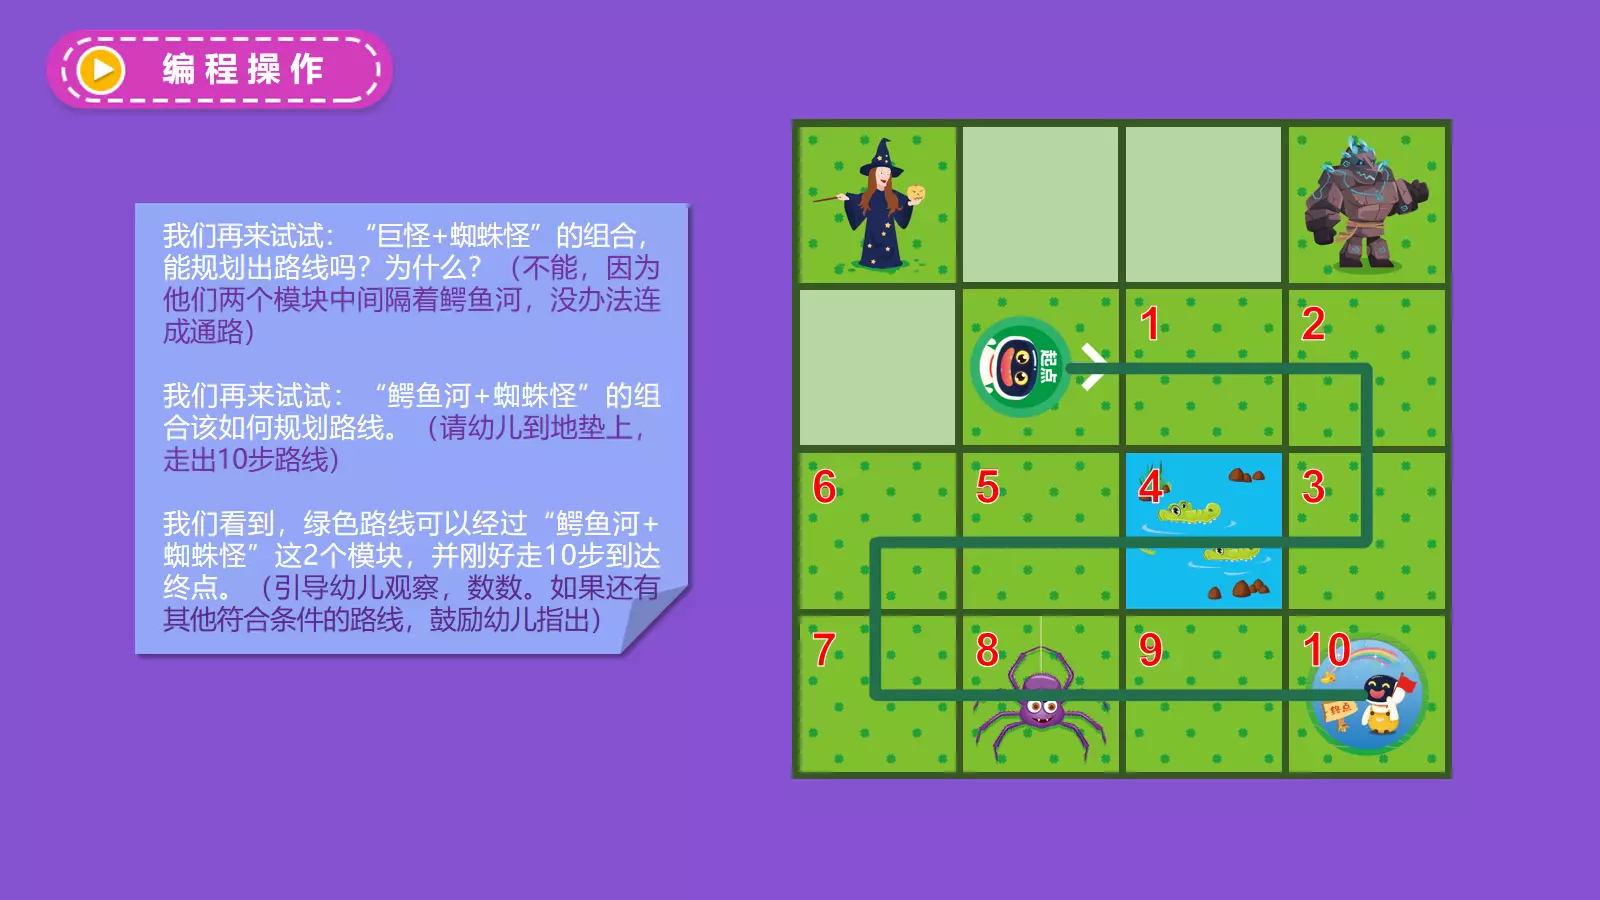 编程操作
我们再来试试：“巨怪+蜘蛛怪”的组合，
能规划出路线吗？为什么？（不能，因为
他们两个模块中间隔着鳄鱼河，没办法连
成通路）
我们再来试试：“鳄鱼河+蜘蛛怪”的组
合该如何规划路线。（请幼儿到地垫上，
走出10步路线）
我们看到，绿色路线可以经过“鳄鱼河+
蜘蛛怪”这2个模块，并刚好走10步到达
终点。（引导幼儿观察，数数。如果还有
其他符合条件的路线，鼓励幼儿指出）
起点
1
2
6
5
4
3
7
8
9
10
终点